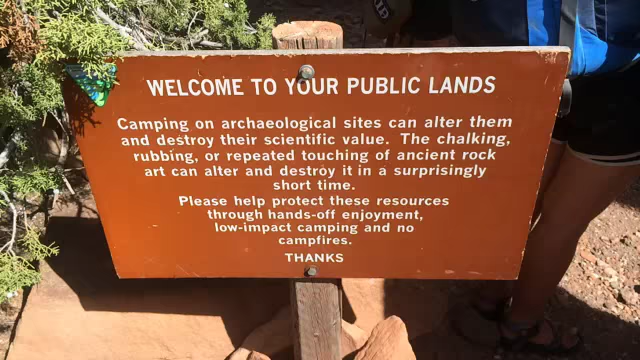 WELCOME TO YOUR PUBLIC LANDS
Camping on archaeological sites can alter them
and destroy their scientific value. The chalking,
rubbing, or repeated touching of ancient rock
art can alter and destroy it in a surprisingly
short time.
Please help protect these resources
through hands-off enjoyment,
low-impact camping and no
campfires.
THANKS